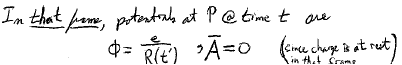 In that frame, potentials at P @ time t are
Φ = e/R(t') , Ā = 0 (since charge is at rest
in that frame